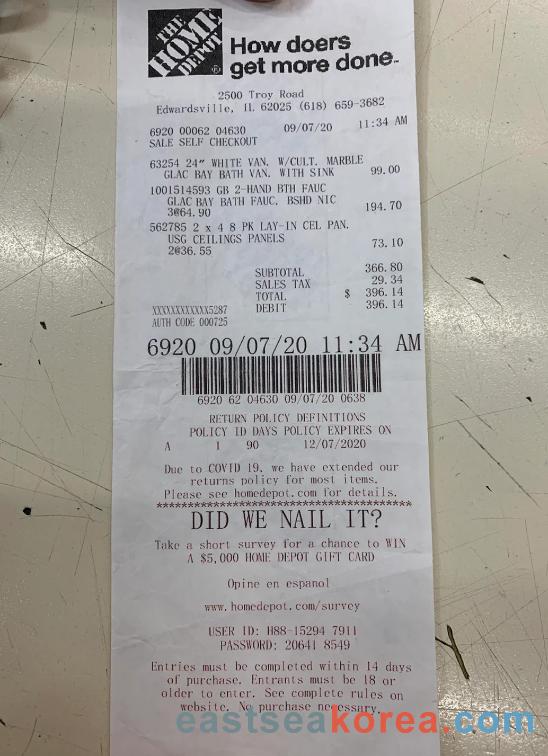 THE
HOME
DEPOT
How doers
get more done™
2500 Troy Road
Edwardsville, IL 62025 (618) 659-3682
6920 00062 04630 09/07/20 11:34 AM
SALE SELF CHECKOUT
63254 24" WHITE VAN. W/CULT. MARBLE
GLAC BAY BATH VAN. WITH SINK 99.00
1001514593 GB 2-HAND BTH FAUC
GLAC BAY BATH FAUC. BSHD NIC
3@64.90 194.70
562785 2 x 4 8 PK LAY-IN CEL PAN.
USG CEILINGS PANELS
2@36.55 73.10
SUBTOTAL 366.80
SALES TAX 29.34
TOTAL $ 396.14
XXXXXXXXXXXX5287 DEBIT 396.14
AUTH CODE 000725
6920 09/07/20 11:34 AM
6920 62 04630 09/07/20 0638
RETURN POLICY DEFINITIONS
POLICY ID DAYS POLICY EXPIRES ON
A 1 90 12/07/2020
Due to COVID 19, we have extended our
returns policy for most items.
Please see homedepot.com for details.
****************************************
DID WE NAIL IT?
Take a short survey for a chance to WIN
A $5,000 HOME DEPOT GIFT CARD
Opine en espanol
www.homedepot.com/survey
USER ID: H88-15294 7911
PASSWORD: 20641 8549
Entries must be completed within 14 days
of purchase. Entrants must be 18 or
older to enter. See complete rules on
website. No purchase necessary.
eastseakorea.com